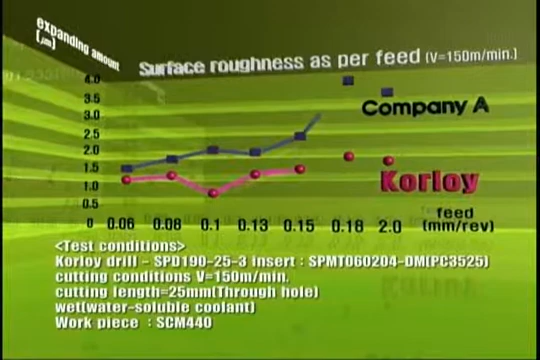 expanding amount
[㎛]
Surface roughness as per feed (V=150m/min.)
4.0
3.5
3.0
2.5
2.0
1.5
1.0
0.5
0
Company A
Korloy
0.06 0.08 0.1 0.13 0.15 0.18 2.0
feed
(mm/rev)
<Test conditions>
Korloy drill - SPD190-25-3 insert : SPMT060204-DM(PC3525)
cutting conditions V=150m/min.
cutting length=25mm(Through hole)
wet(water-soluble coolant)
Work piece : SCM440